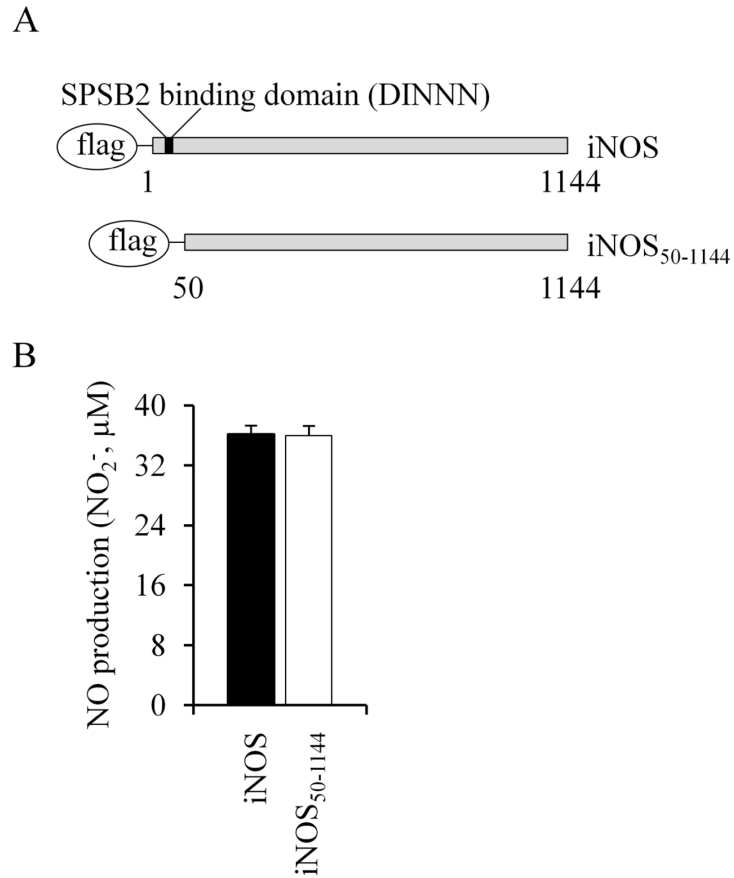 A
SPSB2 binding domain (DINNN)
flag
iNOS
1
1144
flag
iNOS50-1144
50
1144
B
NO production (NO2-, μM)
40
32
24
16
8
0
iNOS
iNOS50-1144